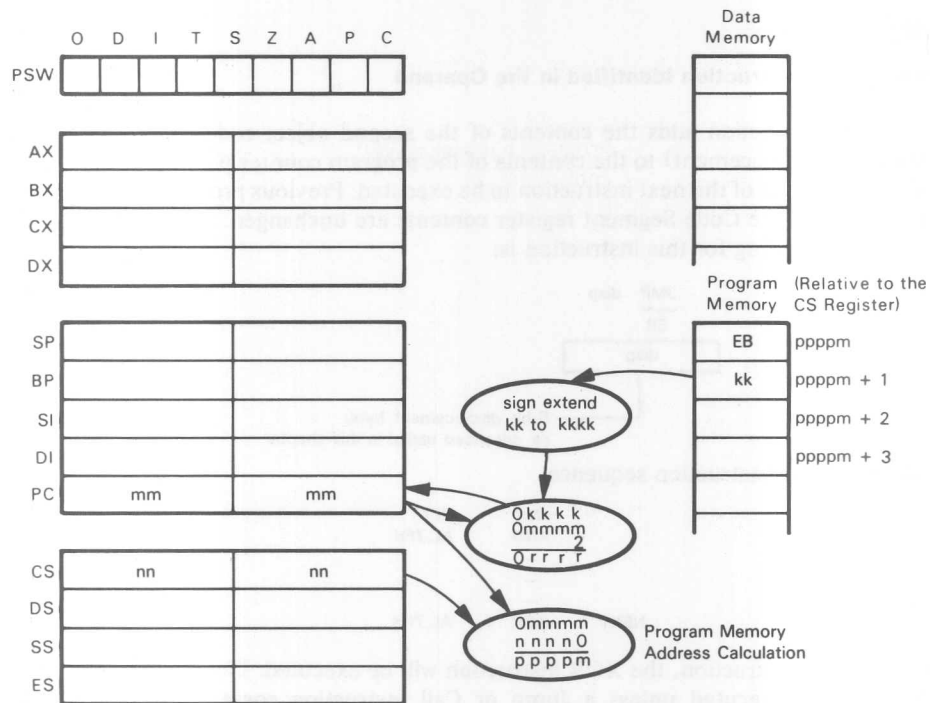 Data
Memory
O D I T S Z A P C
PSW
AX
BX
CX
DX
Program
Memory
(Relative to the
CS Register)
SP
BP
SI
DI
PC
mm mm
EB ppppm
kk ppppm + 1
ppppm + 2
ppppm + 3
sign extend
kk to kkkk
0kkkk
0mmmm
2
0rrrr
CS
DS
SS
ES
nn nn
0mmmm
nnnn0
ppppm
Program Memory
Address Calculation